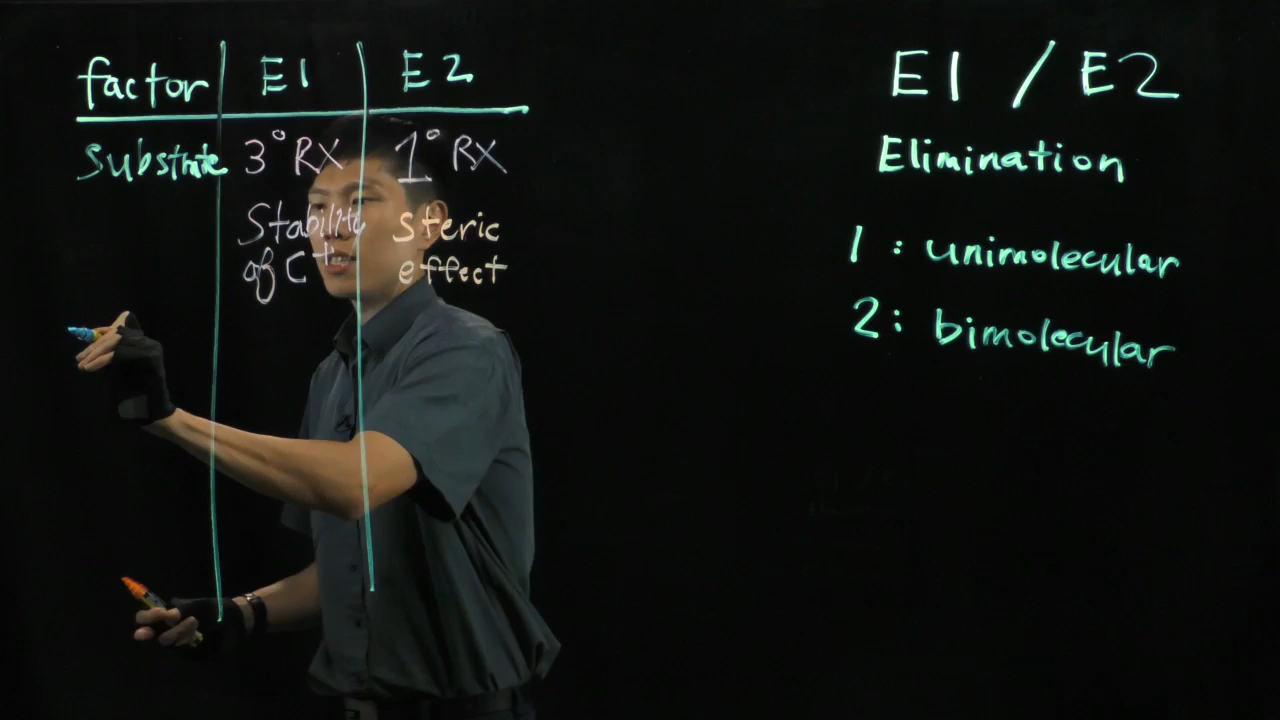 factor E1 E2
Substrate 3° RX 1° RX
Stability steric
of C+ effect
E1 / E2
Elimination
1 : unimolecular
2 : bimolecular